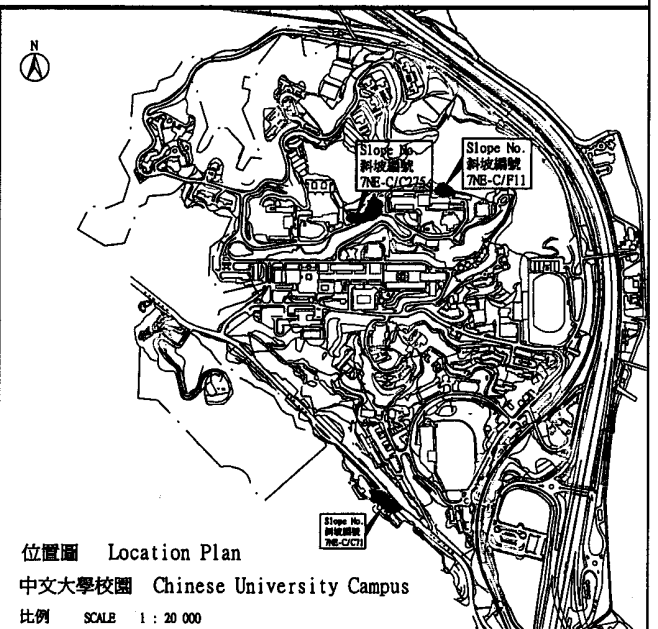 N
Slope No.
斜坡編號
7NE-C/C275
Slope No.
斜坡編號
7NE-C/F11
Slope No.
斜坡編號
7NE-C/C71
位置圖 Location Plan
中文大學校園 Chinese University Campus
比例 SCALE 1 : 20 000